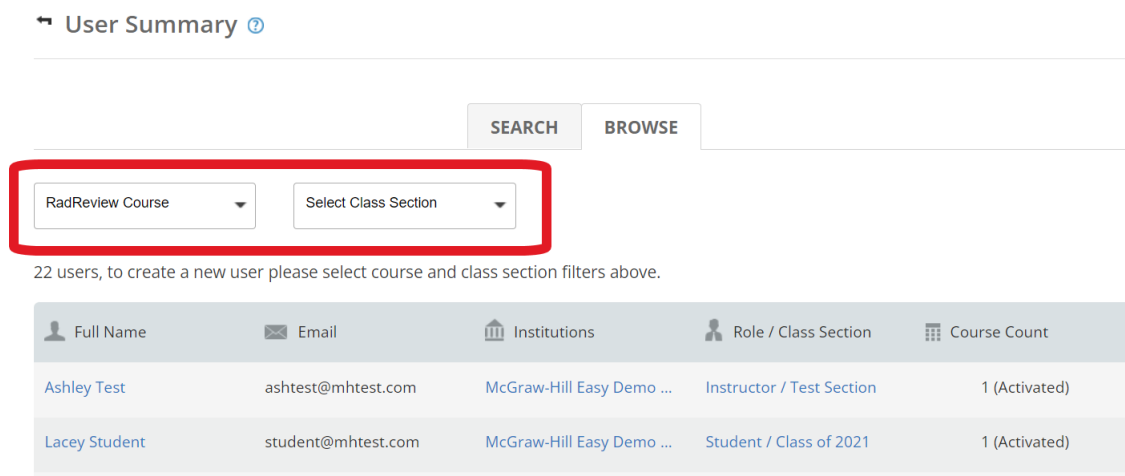 User Summary ?
SEARCH BROWSE
RadReview Course Select Class Section
22 users, to create a new user please select course and class section filters above.
Full Name Email Institutions Role / Class Section Course Count
Ashley Test ashtest@mhtest.com McGraw-Hill Easy Demo ... Instructor / Test Section 1 (Activated)
Lacey Student student@mhtest.com McGraw-Hill Easy Demo ... Student / Class of 2021 1 (Activated)